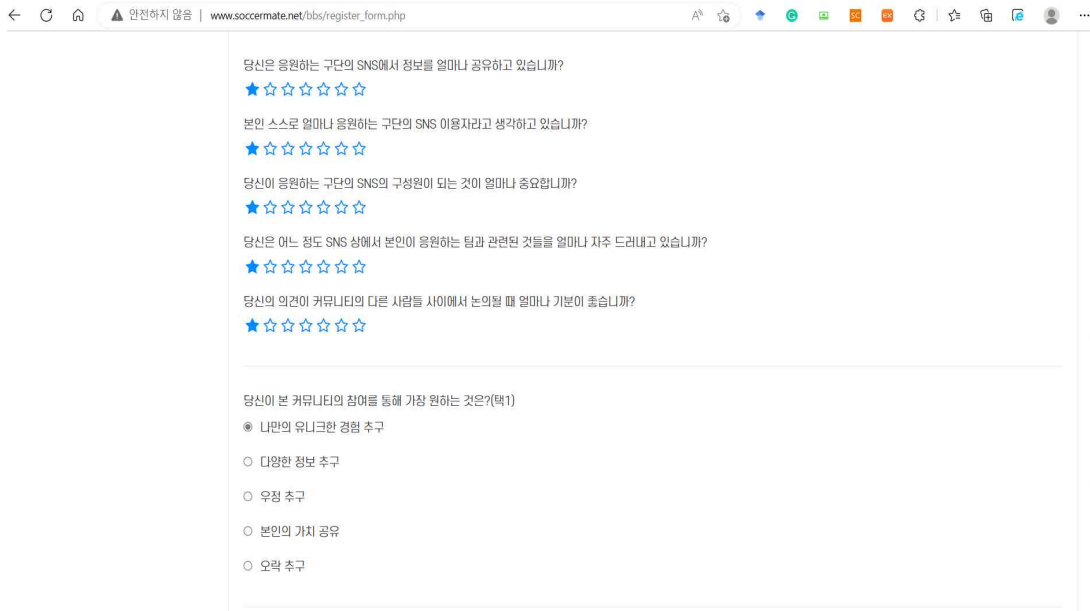 안전하지 않음 | www.soccermate.net/bbs/register_form.php
당신은 응원하는 구단의 SNS에서 정보를 얼마나 공유하고 있습니까?
본인 스스로 얼마나 응원하는 구단의 SNS 이용자라고 생각하고 있습니까?
당신이 응원하는 구단의 SNS의 구성원이 되는 것이 얼마나 중요합니까?
당신은 어느 정도 SNS 상에서 본인이 응원하는 팀과 관련된 것들을 얼마나 자주 드러내고 있습니까?
당신의 의견이 커뮤니티의 다른 사람들 사이에서 논의될 때 얼마나 기분이 좋습니까?
당신이 본 커뮤니티의 참여를 통해 가장 원하는 것은?(택1)
나만의 유니크한 경험 추구
다양한 정보 추구
우정 추구
본인의 가치 공유
오락 추구